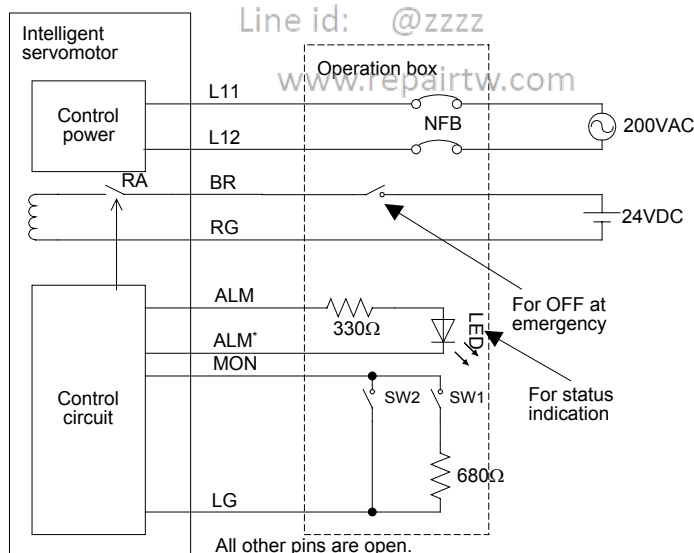 Line id: @zzzz
Intelligent
servomotor
Operation box
www.repairtw.com
L11
Control
power
NFB
200VAC
L12
RA
BR
24VDC
RG
ALM
For OFF at
emergency
330Ω
LED
ALM*
MON
For status
indication
Control
circuit
SW2
SW1
680Ω
LG
All other pins are open.